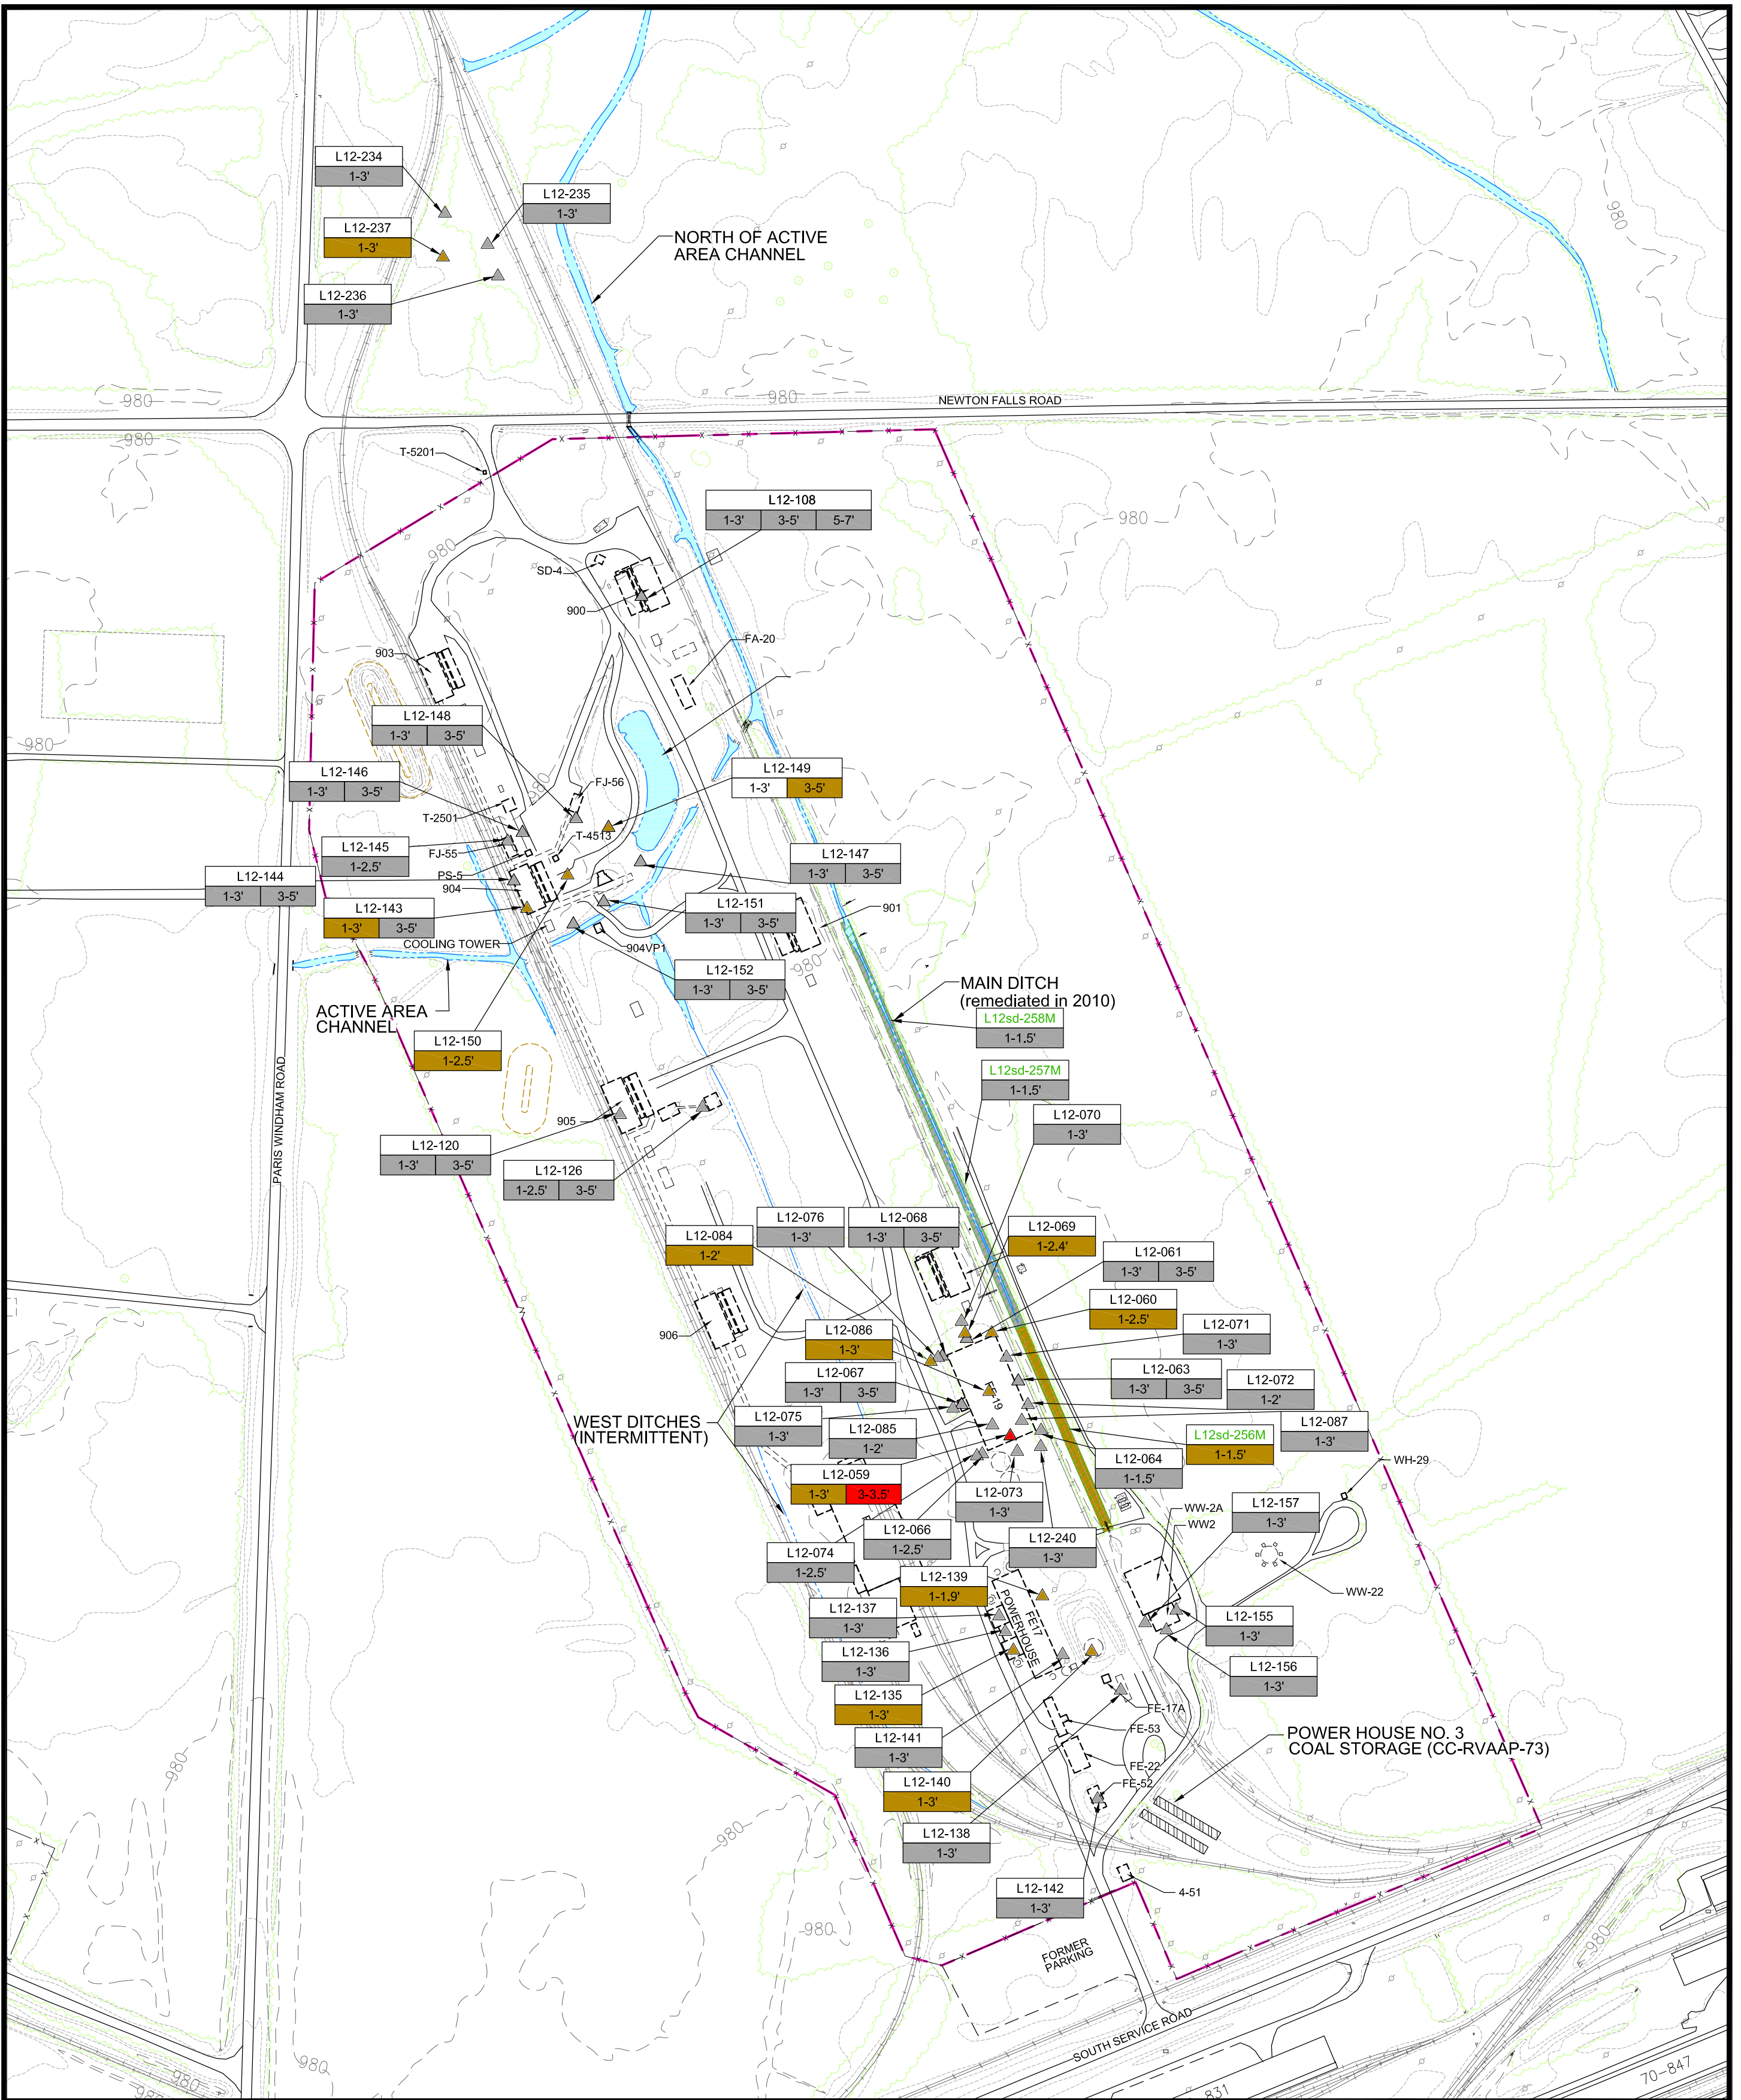 L12-234
1-3'
L12-235
1-3'
L12-237
1-3'
L12-236
1-3'
NORTH OF ACTIVE
AREA CHANNEL
980
980
980
NEWTON FALLS ROAD
980
T-5201
L12-108
1-3' 3-5' 5-7'
980
980
SD-4
900
FA-20
903
L12-148
1-3' 3-5'
980
L12-146
1-3' 3-5'
L12-149
1-3' 3-5'
980
FJ-56
T-2501
T-4513
L12-145
1-2.5'
FJ-55
L12-147
1-3' 3-5'
L12-144
1-3' 3-5'
PS-5
904
L12-143
1-3' 3-5'
L12-151
1-3' 3-5'
901
COOLING TOWER
904VP1
L12-152
1-3' 3-5'
980
MAIN DITCH
(remediated in 2010)
L12sd-258M
1-1.5'
ACTIVE AREA
CHANNEL
L12-150
1-2.5'
L12sd-257M
1-1.5'
PARIS WINDHAM ROAD
905
L12-070
1-3'
L12-120
1-3' 3-5'
L12-126
1-2.5' 3-5'
L12-084
1-2'
L12-076
1-3'
L12-068
1-3' 3-5'
L12-069
1-2.4'
L12-061
1-3' 3-5'
L12-060
1-2.5'
906
L12-086
1-3'
L12-071
1-3'
L12-067
1-3' 3-5'
FF-19
L12-063
1-3' 3-5'
L12-072
1-2'
WEST DITCHES
(INTERMITTENT)
L12-075
1-3'
L12-085
1-2'
L12sd-256M
1-1.5'
L12-087
1-3'
L12-059
1-3' 3-3.5'
L12-064
1-1.5'
WH-29
L12-073
1-3'
WW-2A
WW2
L12-157
1-3'
L12-066
1-2.5'
L12-240
1-3'
L12-074
1-2.5'
L12-139
1-1.9'
WW-22
L12-137
1-3'
FE17
POWERHOUSE
L12-155
1-3'
L12-136
1-3'
L12-156
1-3'
L12-135
1-3'
FE-17A
FE-53
L12-141
1-3'
POWER HOUSE NO. 3
COAL STORAGE (CC-RVAAP-73)
FE-22
L12-140
1-3'
FE-52
980
980
L12-138
1-3'
L12-142
1-3'
4-51
980
FORMER
PARKING
980
SOUTH SERVICE ROAD
980
980
980
831
70-847